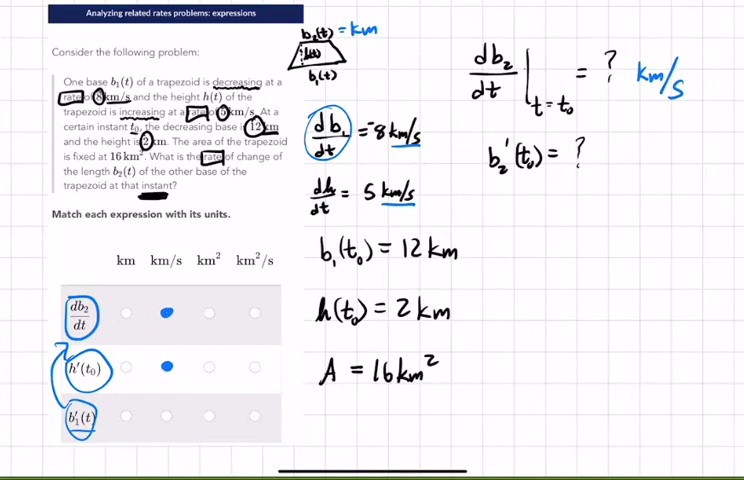 Analyzing related rates problems: expressions
Consider the following problem:
One base b₁(t) of a trapezoid is decreasing at a
rate of 8 km/s and the height h(t) of the
trapezoid is increasing at a rate of 5 km/s. At a
certain instant t₀, the decreasing base is 12 km
and the height is 2 km. The area of the trapezoid
is fixed at 16 km². What is the rate of change of
the length b₂(t) of the other base of the
trapezoid at that instant?
Match each expression with its units.
km km/s km² km²/s
db₂/dt
h'(t₀)
b₁'(t)
b₂(t) = km
h(t)
b₁(t)
db₁/dt = -8 km/s
dh/dt = 5 km/s
b₁(t₀) = 12 km
h(t₀) = 2 km
A = 16 km²
db₂/dt | t = t₀ = ? km/s
b₂'(t₀) = ?